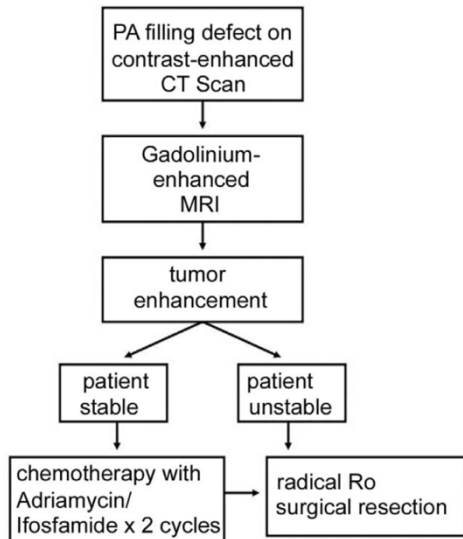 PA filling defect on
contrast-enhanced
CT Scan
Gadolinium-
enhanced
MRI
tumor
enhancement
patient
stable
patient
unstable
chemotherapy with
Adriamycin/
Ifosfamide x 2 cycles
radical Ro
surgical resection